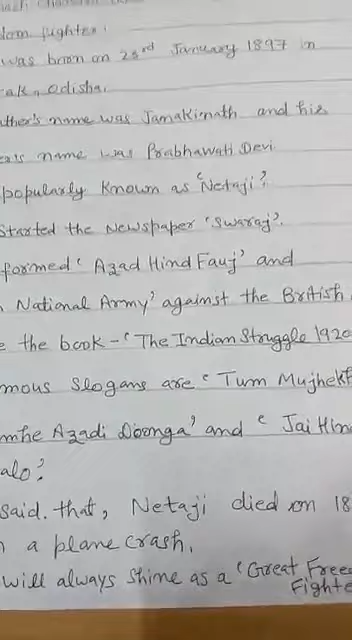 dom fighter.
was born on 23rd January 1897 in
ak, Odisha.
ather's name was Jamakinath and his
er's name was Prabhawati Devi
popularly known as 'Netaji'.
Started the Newspaper 'Swaraj'.
formed 'Azad Hind Fauj' and
National Army' against the British
e the book - 'The Indian Struggle 1920
mous Slogans are 'Tum Mujhe
mhe Azadi Doonga' and 'Jai Hin
alo'.
said that, Netaji died on 18
a plane crash.
will always shine as a 'Great Free
Fighte